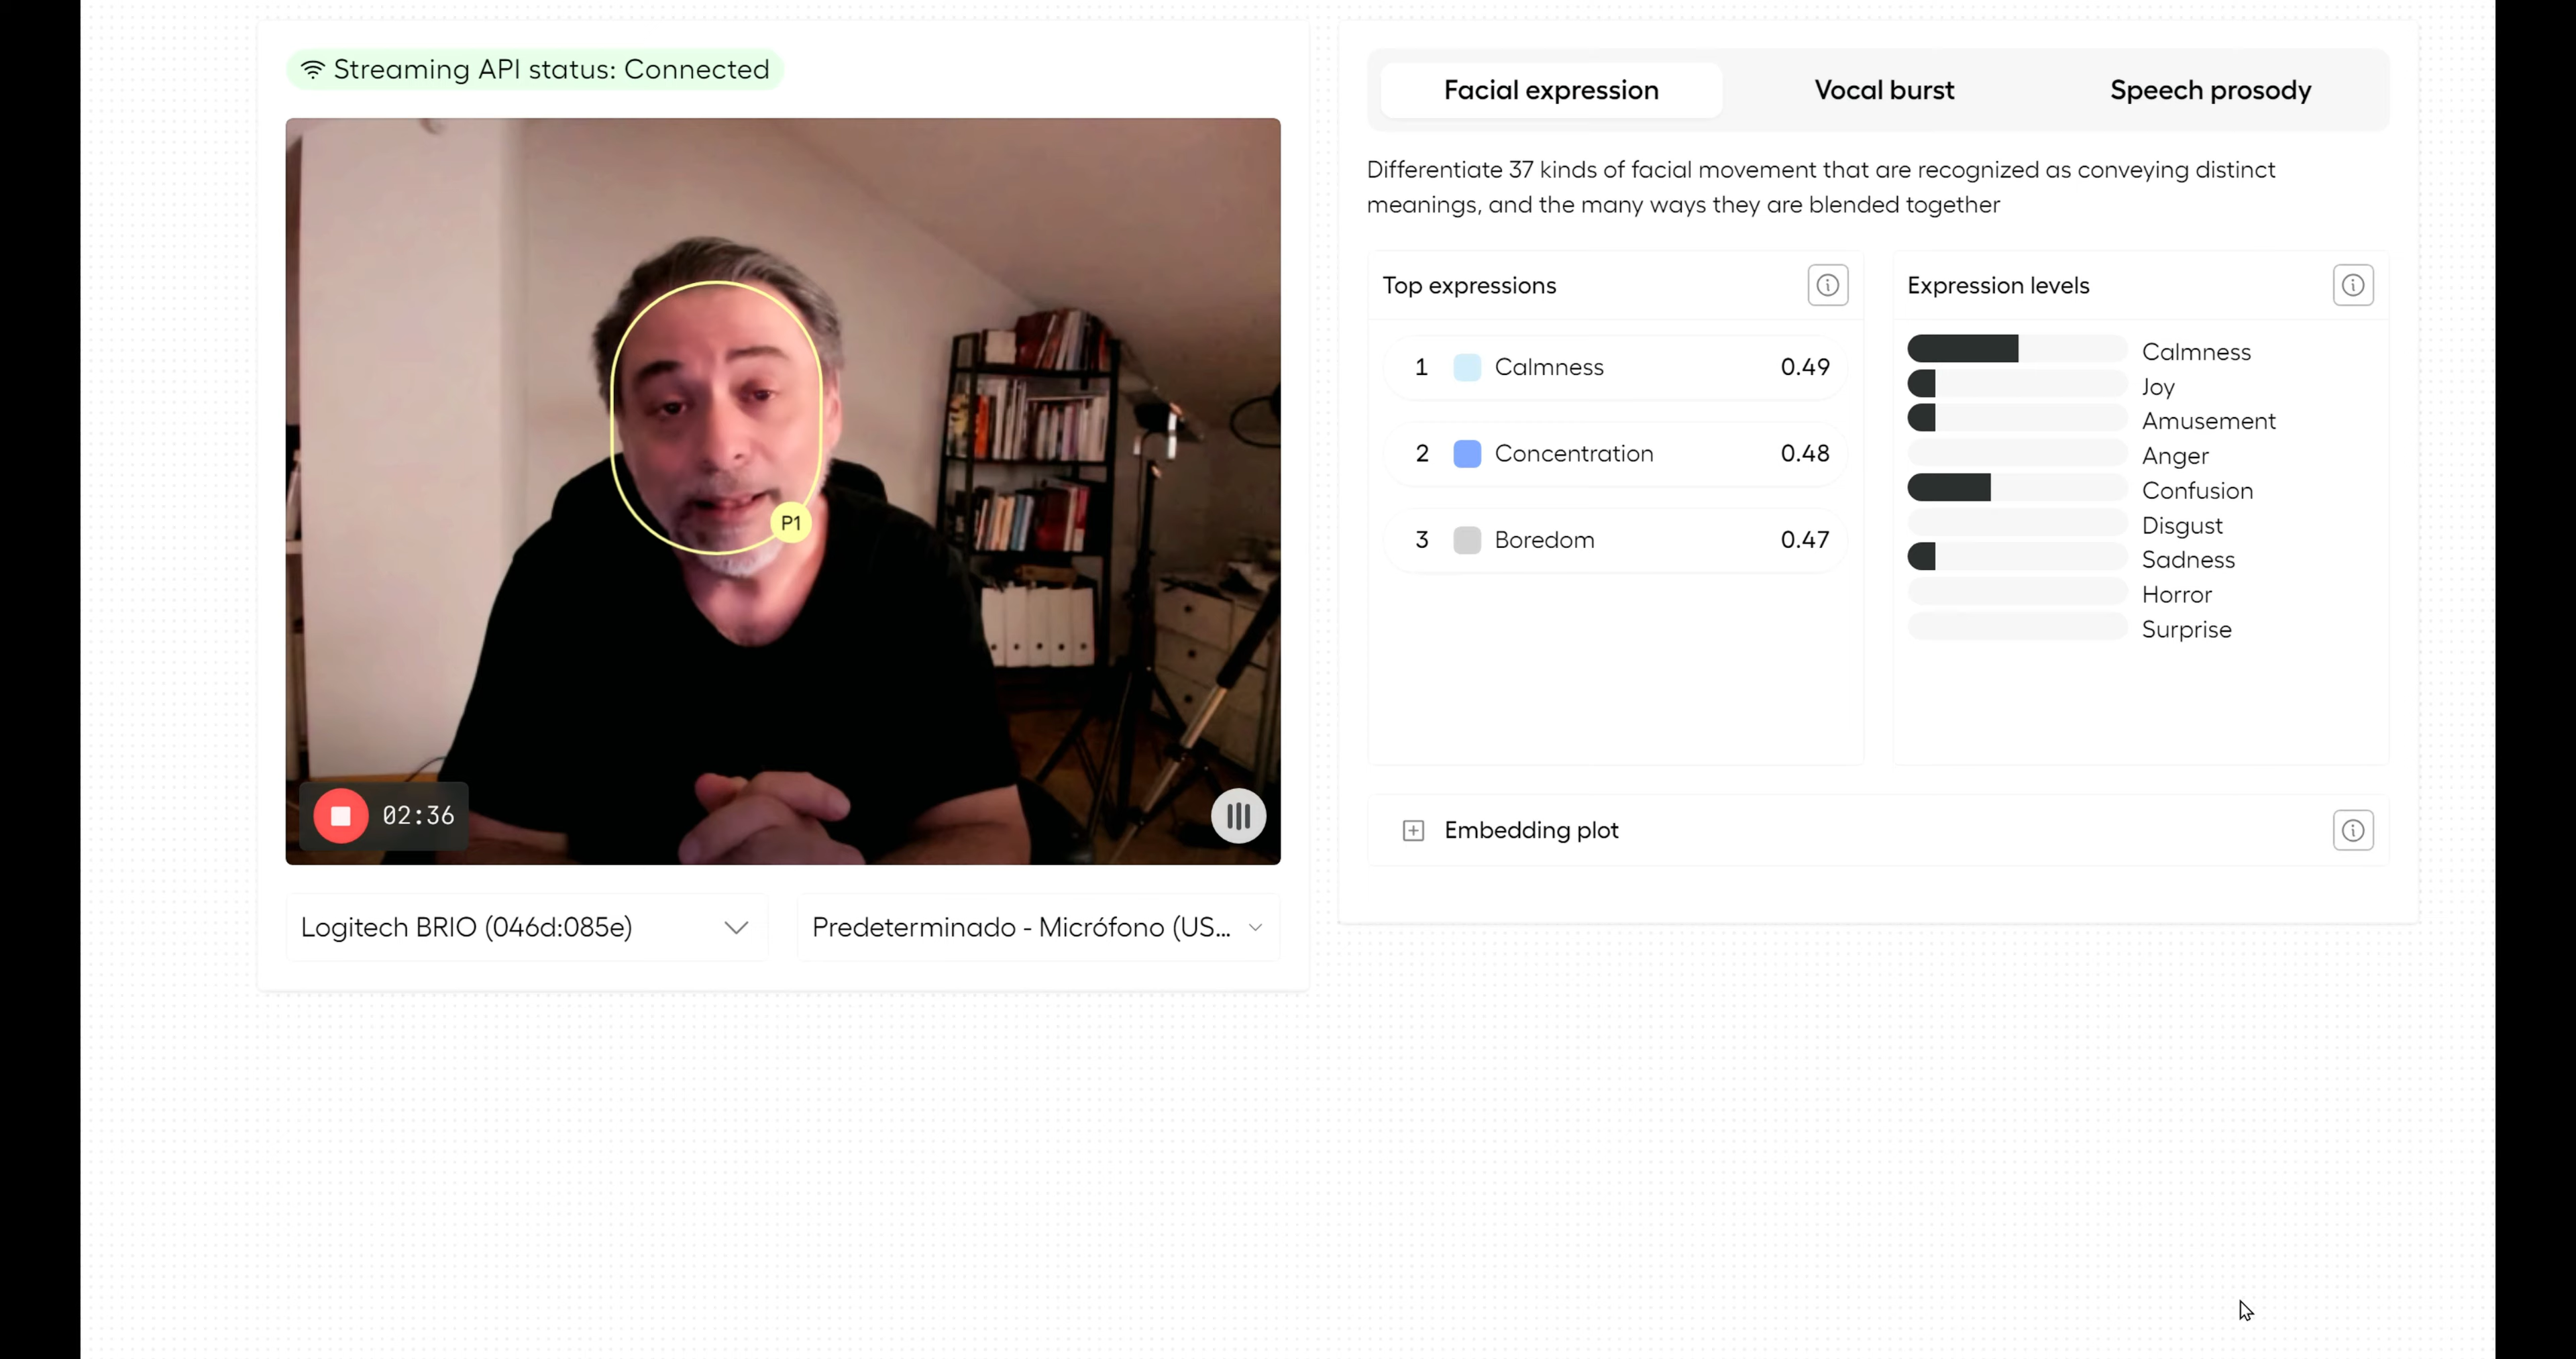 Streaming API status: Connected
P1
02:36
Logitech BRIO (046d:085e)
Predeterminado - Micrófono (US...
Facial expression
Vocal burst
Speech prosody
Differentiate 37 kinds of facial movement that are recognized as conveying distinct
meanings, and the many ways they are blended together
Top expressions
1 Calmness 0.49
2 Concentration 0.48
3 Boredom 0.47
Expression levels
Calmness
Joy
Amusement
Anger
Confusion
Disgust
Sadness
Horror
Surprise
Embedding plot